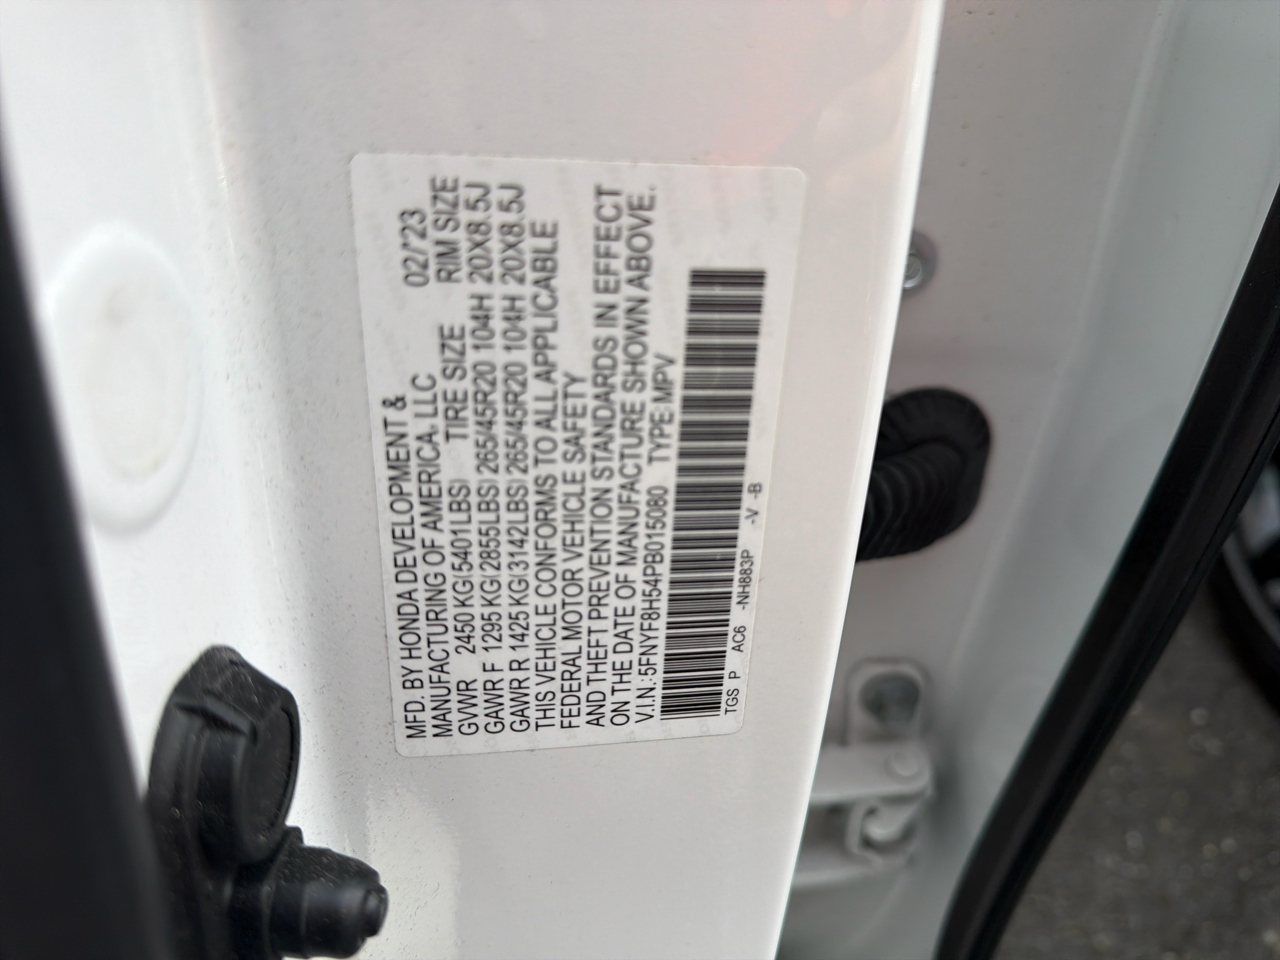 MFD. BY HONDA DEVELOPMENT &
MANUFACTURING OF AMERICA. LLC 02/'23
GVWR 2450 KG(5401LBS) TIRE SIZE RIM SIZE
GAWR F 1295 KG(2855LBS) 265/45R20 104H 20X8.5J
GAWR R 1425 KG(3142LBS) 265/45R20 104H 20X8.5J
THIS VEHICLE CONFORMS TO ALL APPLICABLE
FEDERAL MOTOR VEHICLE SAFETY
AND THEFT PREVENTION STANDARDS IN EFFECT
ON THE DATE OF MANUFACTURE SHOWN ABOVE.
V.I.N.: 5FNYF8H54PB015080 TYPE: MPV
TGS P AC6 -NH883P -V -B